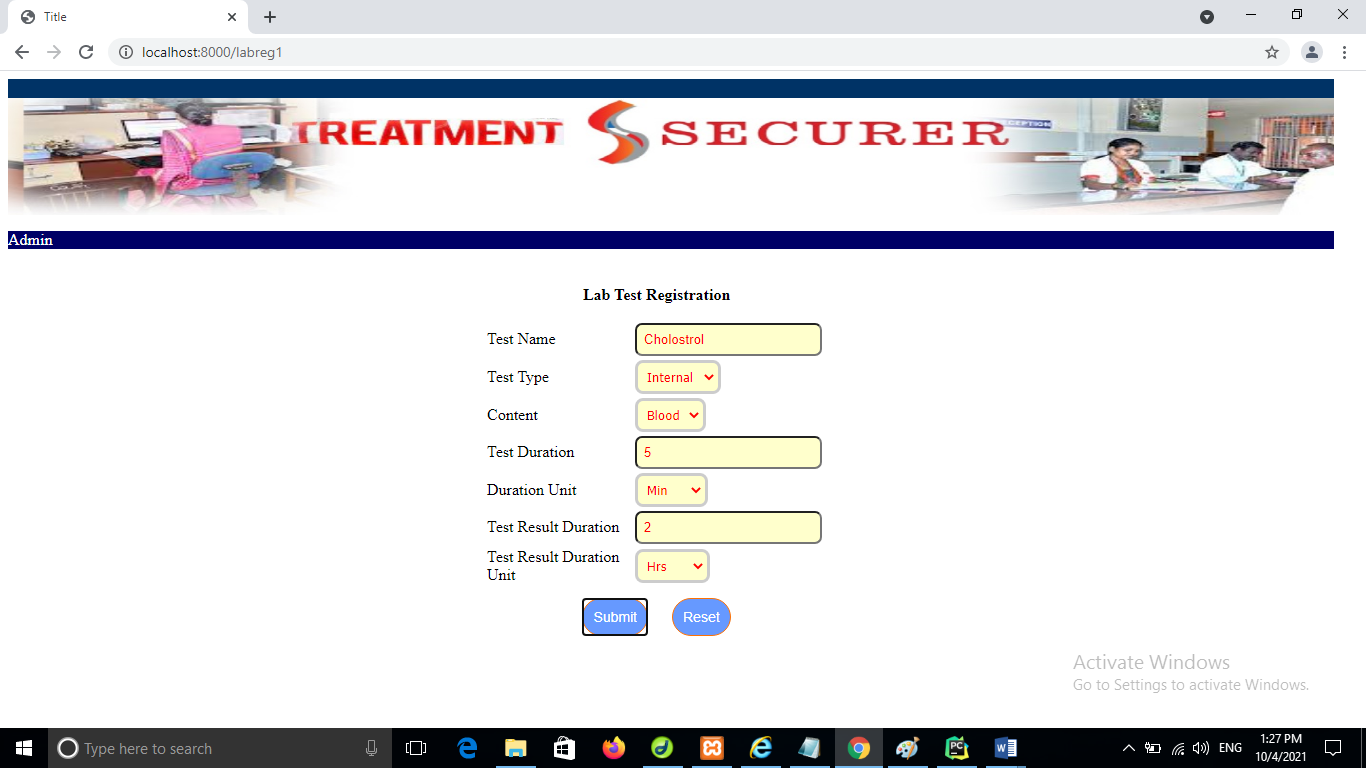 Title
localhost:8000/labreg1
TREATMENT SECURER
Admin
Lab Test Registration
Test Name Cholostrol
Test Type Internal
Content Blood
Test Duration 5
Duration Unit Min
Test Result Duration 2
Test Result Duration
Unit Hrs
Submit Reset
Activate Windows
Go to Settings to activate Windows.
Type here to search
ENG
1:27 PM
10/4/2021